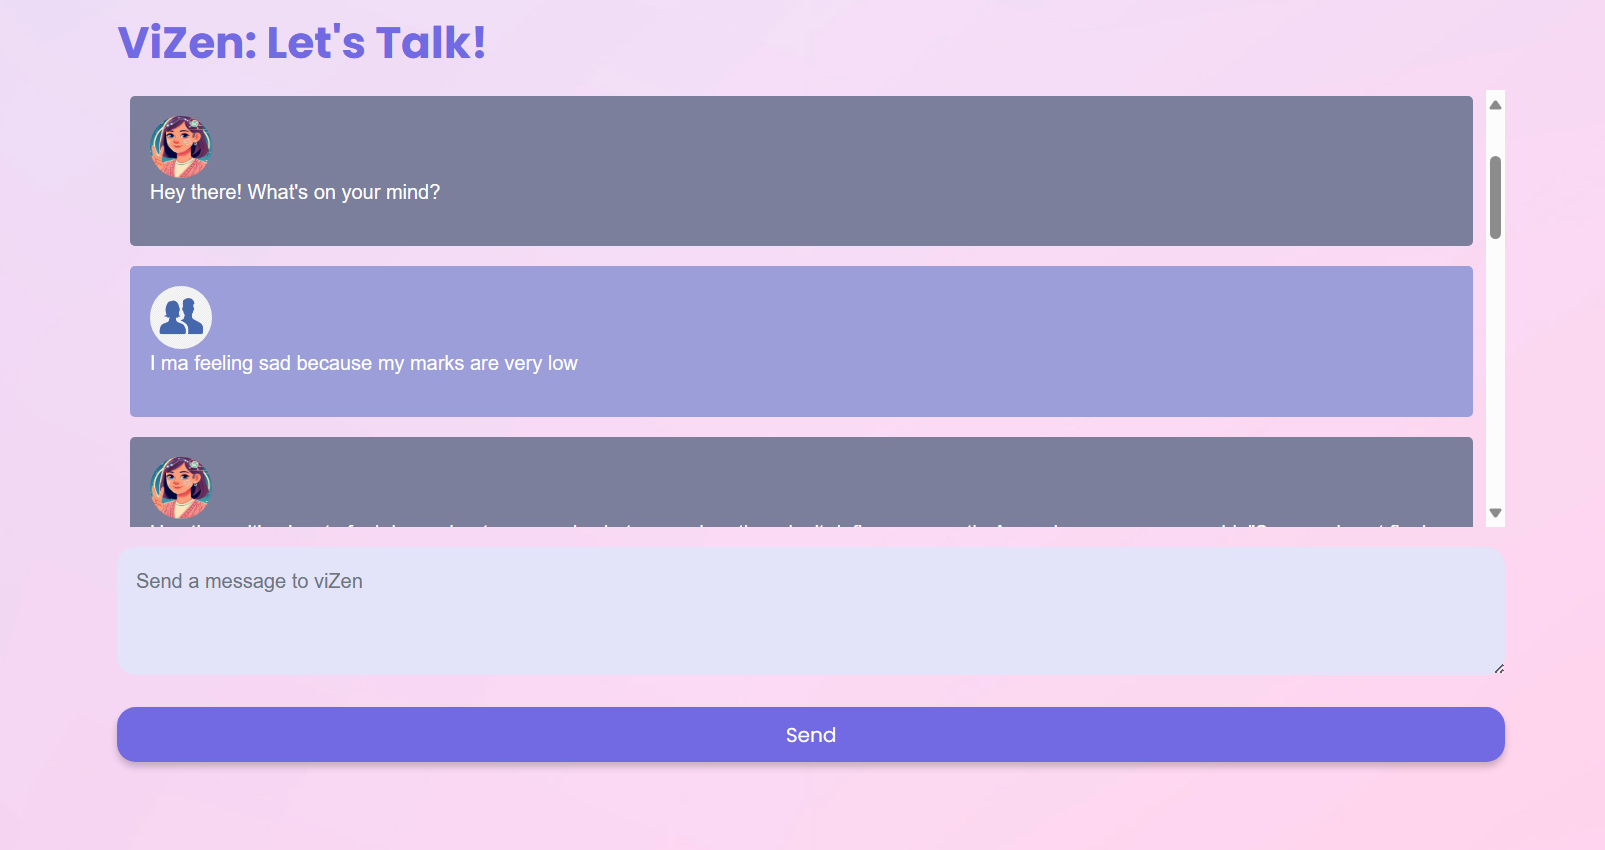 ViZen: Let's Talk!
Hey there! What's on your mind?
I ma feeling sad because my marks are very low
Send a message to viZen
Send